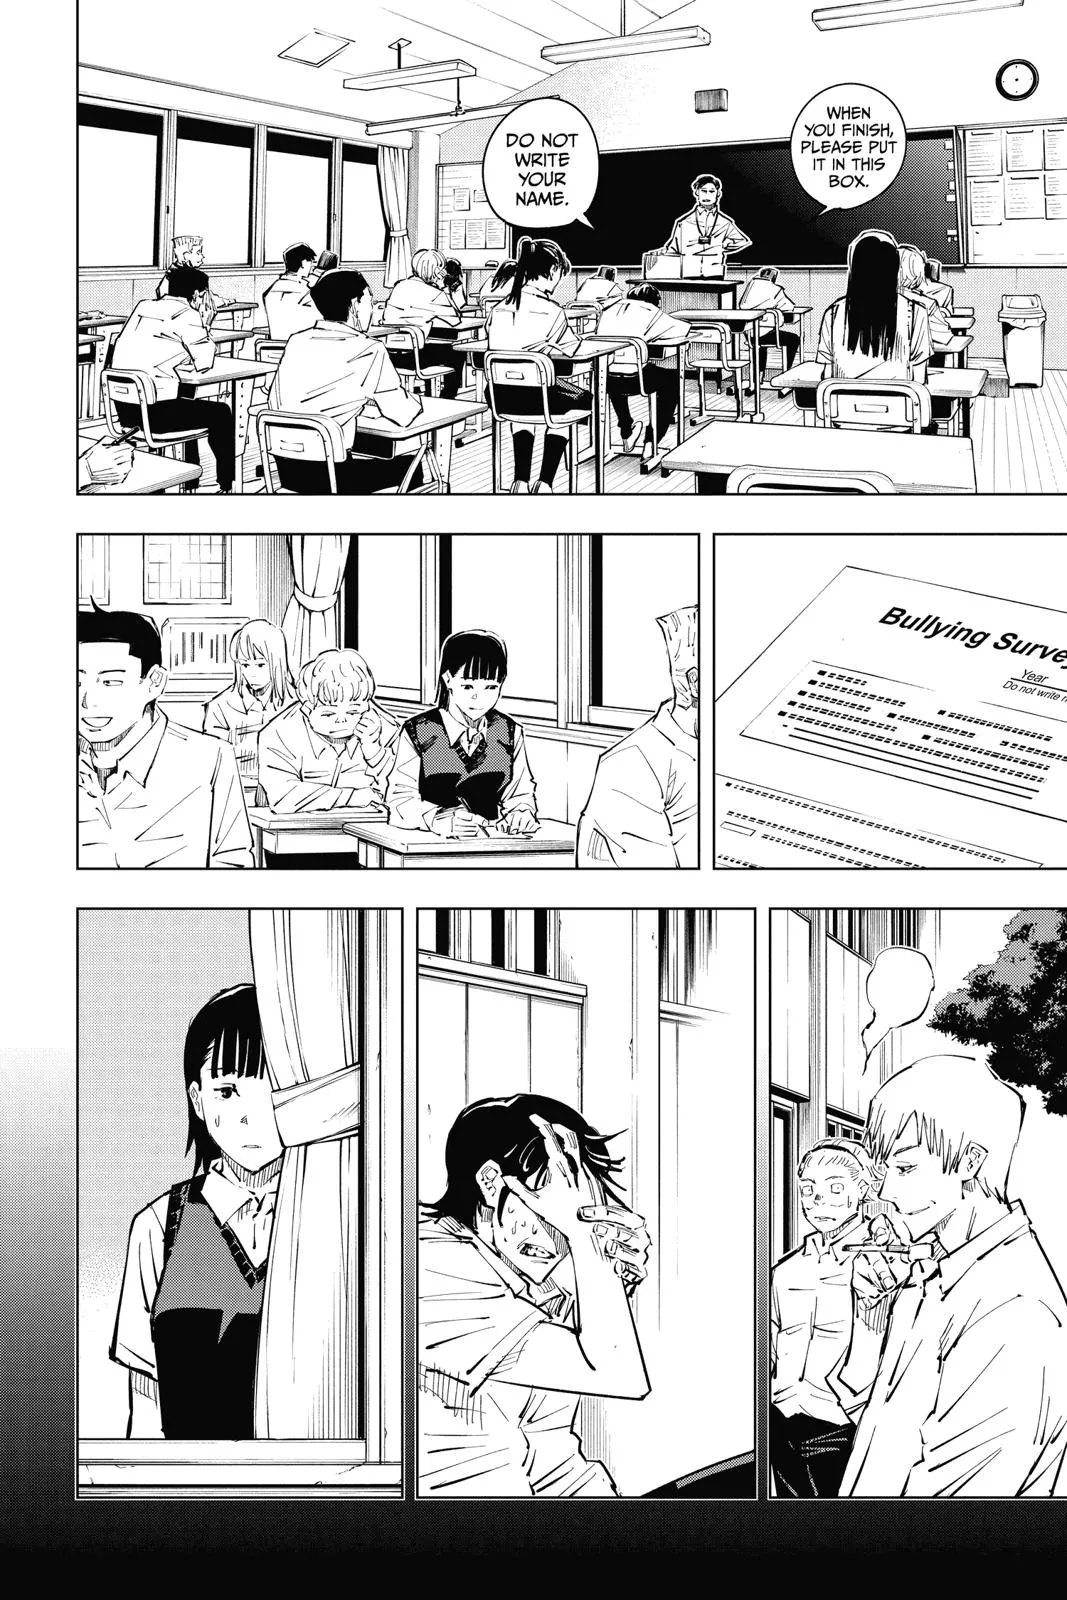 WHEN
YOU FINISH,
PLEASE PUT
IT IN THIS
BOX.
DO NOT
WRITE
YOUR
NAME.
Bullying Surve
Year
Do not write